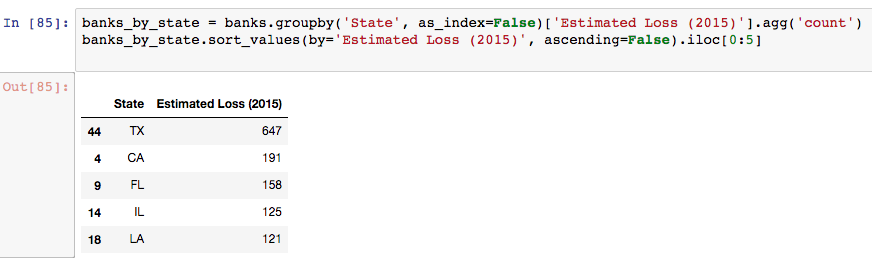 In [85]: banks_by_state = banks.groupby('State', as_index=False)['Estimated Loss (2015)'].agg('count')
banks_by_state.sort_values(by='Estimated Loss (2015)', ascending=False).iloc[0:5]
Out[85]:
State Estimated Loss (2015)
44 TX 647
4 CA 191
9 FL 158
14 IL 125
18 LA 121